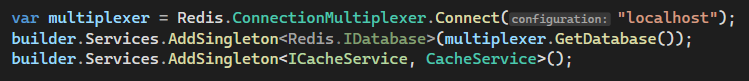 var multiplexer = Redis.ConnectionMultiplexer.Connect(configuration: "localhost");
builder.Services.AddSingleton<Redis.IDatabase>(multiplexer.GetDatabase());
builder.Services.AddSingleton<ICacheService, CacheService>();